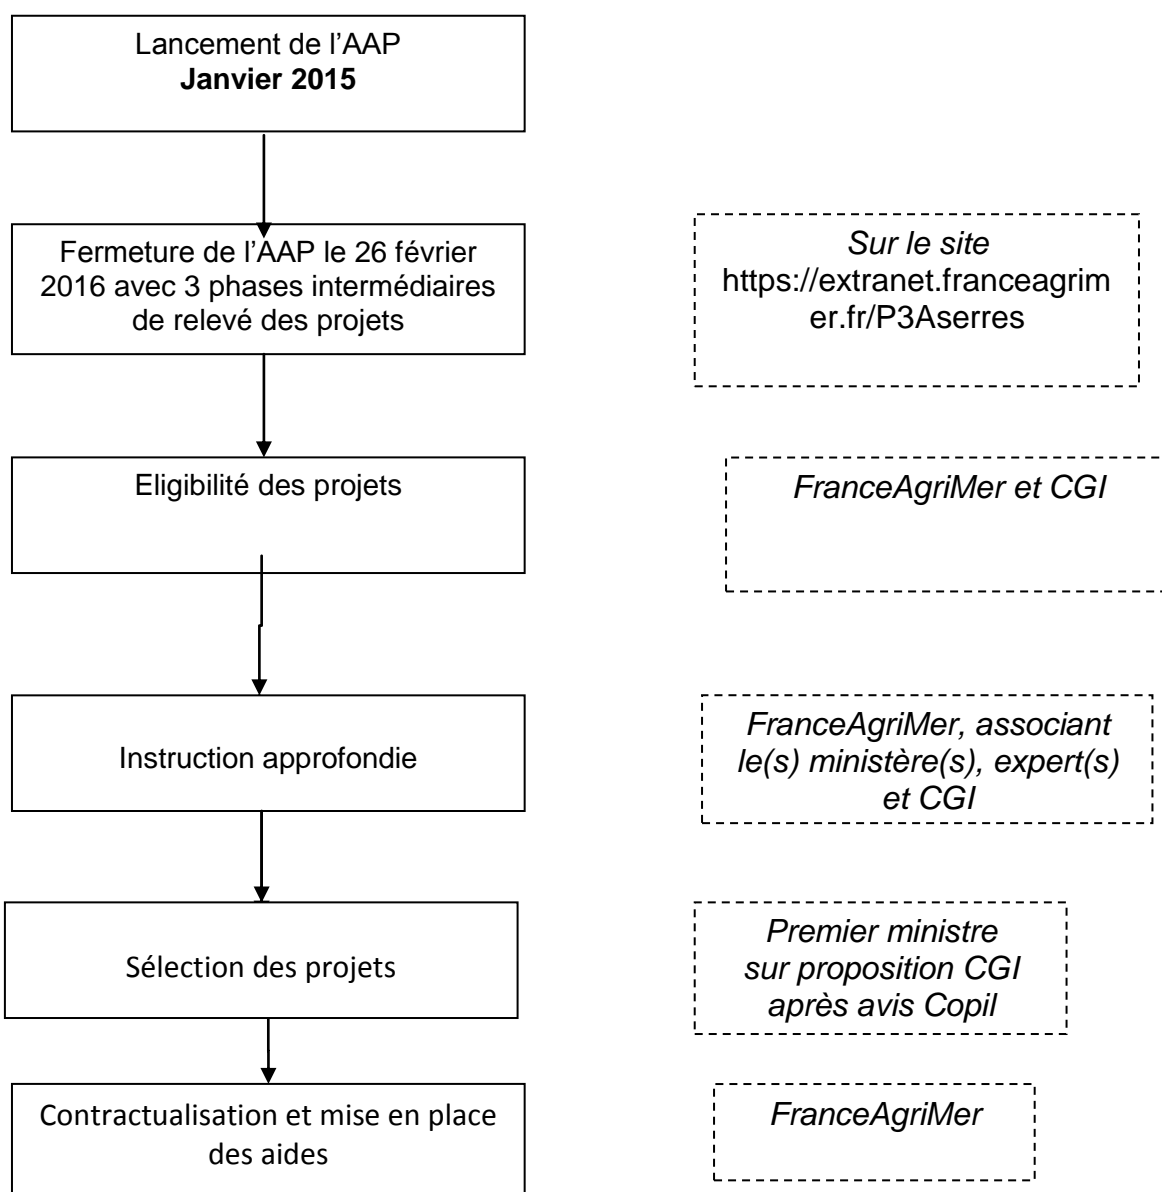 Lancement de l’AAP
Janvier 2015
Fermeture de l’AAP le 26 février
2016 avec 3 phases intermédiaires
de relevé des projets
Sur le site
https://extranet.franceagrim
er.fr/P3Aserres
Eligibilité des projets
FranceAgriMer et CGI
Instruction approfondie
FranceAgriMer, associant
le(s) ministère(s), expert(s)
et CGI
Sélection des projets
Premier ministre
sur proposition CGI
après avis Copil
Contractualisation et mise en place
des aides
FranceAgriMer